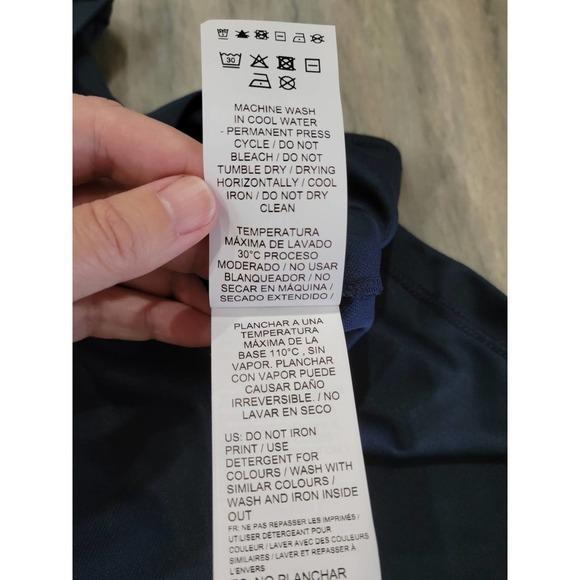 30
MACHINE WASH
IN COOL WATER
- PERMANENT PRESS
CYCLE / DO NOT
BLEACH / DO NOT
TUMBLE DRY / DRYING
HORIZONTALLY / COOL
IRON / DO NOT DRY
CLEAN
TEMPERATURA
MÁXIMA DE LAVADO
30°C PROCESO
MODERADO / NO USAR
BLANQUEADOR / NO
SECAR EN MÁQUINA /
SECADO EXTENDIDO /
PLANCHAR A UNA
TEMPERATURA
MÁXIMA DE LA
BASE 110°C , SIN
VAPOR. PLANCHAR
CON VAPOR PUEDE
CAUSAR DAÑO
IRREVERSIBLE. / NO
LAVAR EN SECO
US: DO NOT IRON
PRINT / USE
DETERGENT FOR
COLOURS / WASH WITH
SIMILAR COLOURS /
WASH AND IRON INSIDE
OUT
FR: NE PAS REPASSER LES IMPRIMÉS /
UTILISER DÉTERGENT POUR
COULEUR / LAVER AVEC DES COULEURS
SIMILAIRES / LAVER ET REPASSER À
L'ENVERS
NO PLANCHAR